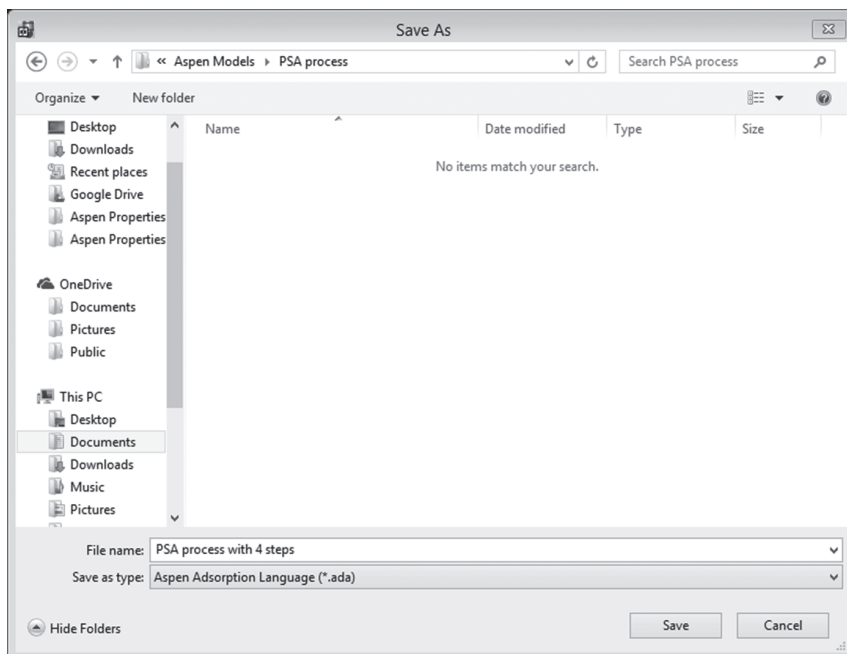 Save As
« Aspen Models PSA process
Search PSA process
Organize
New folder
Name
Date modified
Type
Size
No items match your search.
Desktop
Downloads
Recent places
Google Drive
Aspen Properties
Aspen Properties
OneDrive
Documents
Pictures
Public
This PC
Desktop
Documents
Downloads
Music
Pictures
File name: PSA process with 4 steps
Save as type: Aspen Adsorption Language (*.ada)
Hide Folders
Save
Cancel